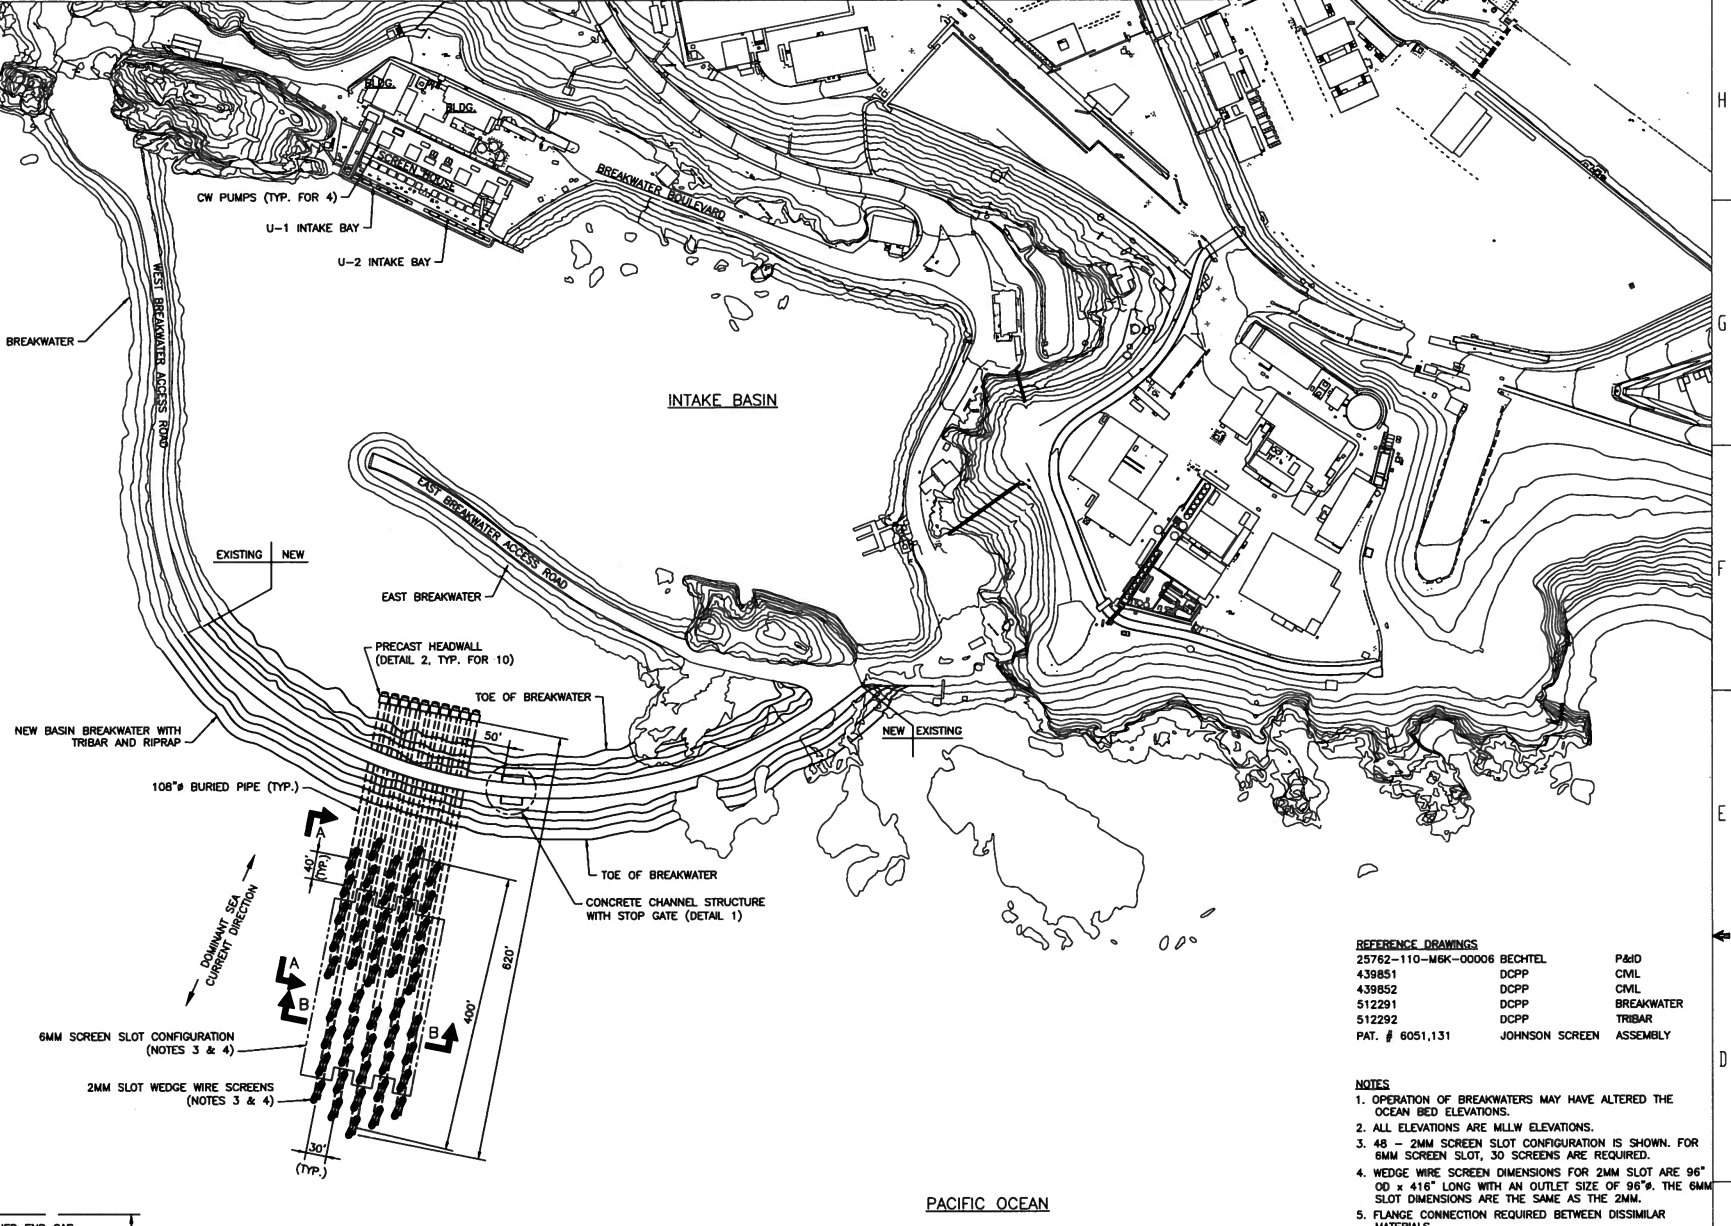 H
BLDG.
BLDG.
SCREEN HOUSE
BREAKWATER BOULEVARD
CW PUMPS (TYP. FOR 4)
U-1 INTAKE BAY
U-2 INTAKE BAY
WEST BREAKWATER ACCESS ROAD
BREAKWATER
G
INTAKE BASIN
EAST BREAKWATER ACCESS ROAD
EXISTING NEW
EAST BREAKWATER
F
PRECAST HEADWALL
(DETAIL 2, TYP. FOR 10)
TOE OF BREAKWATER
NEW BASIN BREAKWATER WITH
TRIBAR AND RIPRAP
50'
NEW EXISTING
108"ø BURIED PIPE (TYP.)
A
40'
(TYP.)
E
TOE OF BREAKWATER
CONCRETE CHANNEL STRUCTURE
WITH STOP GATE (DETAIL 1)
DOMINANT SEA
CURRENT DIRECTION
620'
400'
A
B
B
6MM SCREEN SLOT CONFIGURATION
(NOTES 3 & 4)
2MM SLOT WEDGE WIRE SCREENS
(NOTES 3 & 4)
30'
(TYP.)
PACIFIC OCEAN
REFERENCE DRAWINGS
25762-110-M6K-00006 BECHTEL P&ID
439851 DCPP CIVIL
439852 DCPP CIVIL
512291 DCPP BREAKWATER
512292 DCPP TRIBAR
PAT. # 6051,131 JOHNSON SCREEN ASSEMBLY
D
NOTES
1. OPERATION OF BREAKWATERS MAY HAVE ALTERED THE
OCEAN BED ELEVATIONS.
2. ALL ELEVATIONS ARE MLLW ELEVATIONS.
3. 48 - 2MM SCREEN SLOT CONFIGURATION IS SHOWN. FOR
6MM SCREEN SLOT, 30 SCREENS ARE REQUIRED.
4. WEDGE WIRE SCREEN DIMENSIONS FOR 2MM SLOT ARE 96"
OD x 416" LONG WITH AN OUTLET SIZE OF 96"ø. THE 6MM
SLOT DIMENSIONS ARE THE SAME AS THE 2MM.
5. FLANGE CONNECTION REQUIRED BETWEEN DISSIMILAR